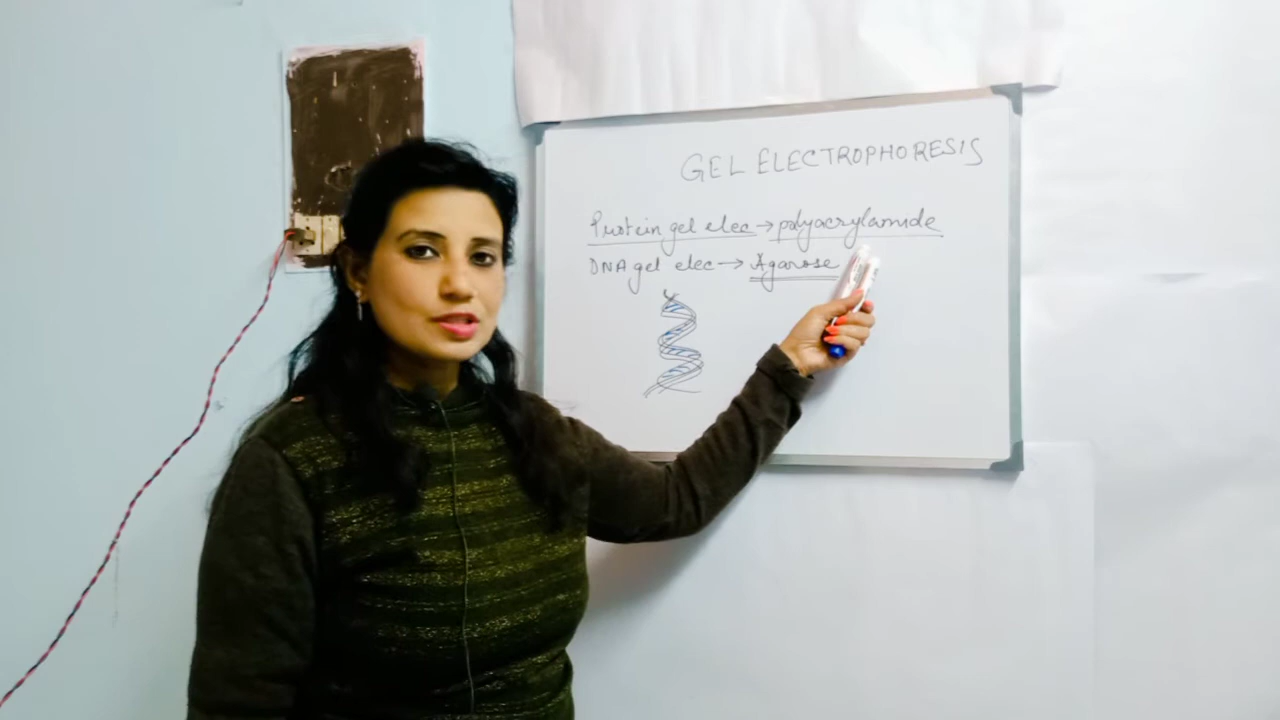 GEL ELECTROPHORESIS
Protein gel elec → polyacrylamide
DNA gel elec → Agarose